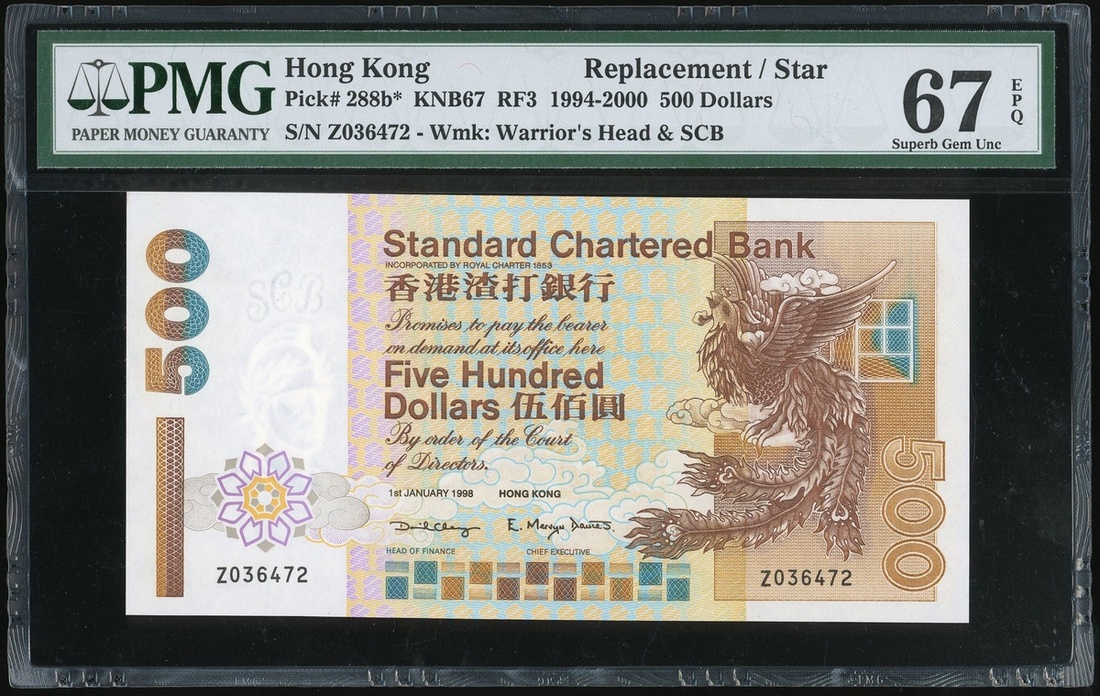 PMG
PAPER MONEY GUARANTY
Hong Kong Replacement / Star
Pick# 288b* KNB67 RF3 1994-2000 500 Dollars
S/N Z036472 - Wmk: Warrior's Head & SCB
67
EPQ
Superb Gem Unc
500
SCB
Standard Chartered Bank
INCORPORATED BY ROYAL CHARTER 1853
香港渣打銀行
Promises to pay the bearer
on demand at its office here
Five Hundred
Dollars 伍佰圓
By order of the Court
of Directors.
1st JANUARY 1998 HONG KONG
E. Mervyn Davies.
HEAD OF FINANCE CHIEF EXECUTIVE
Z036472
Z036472
500